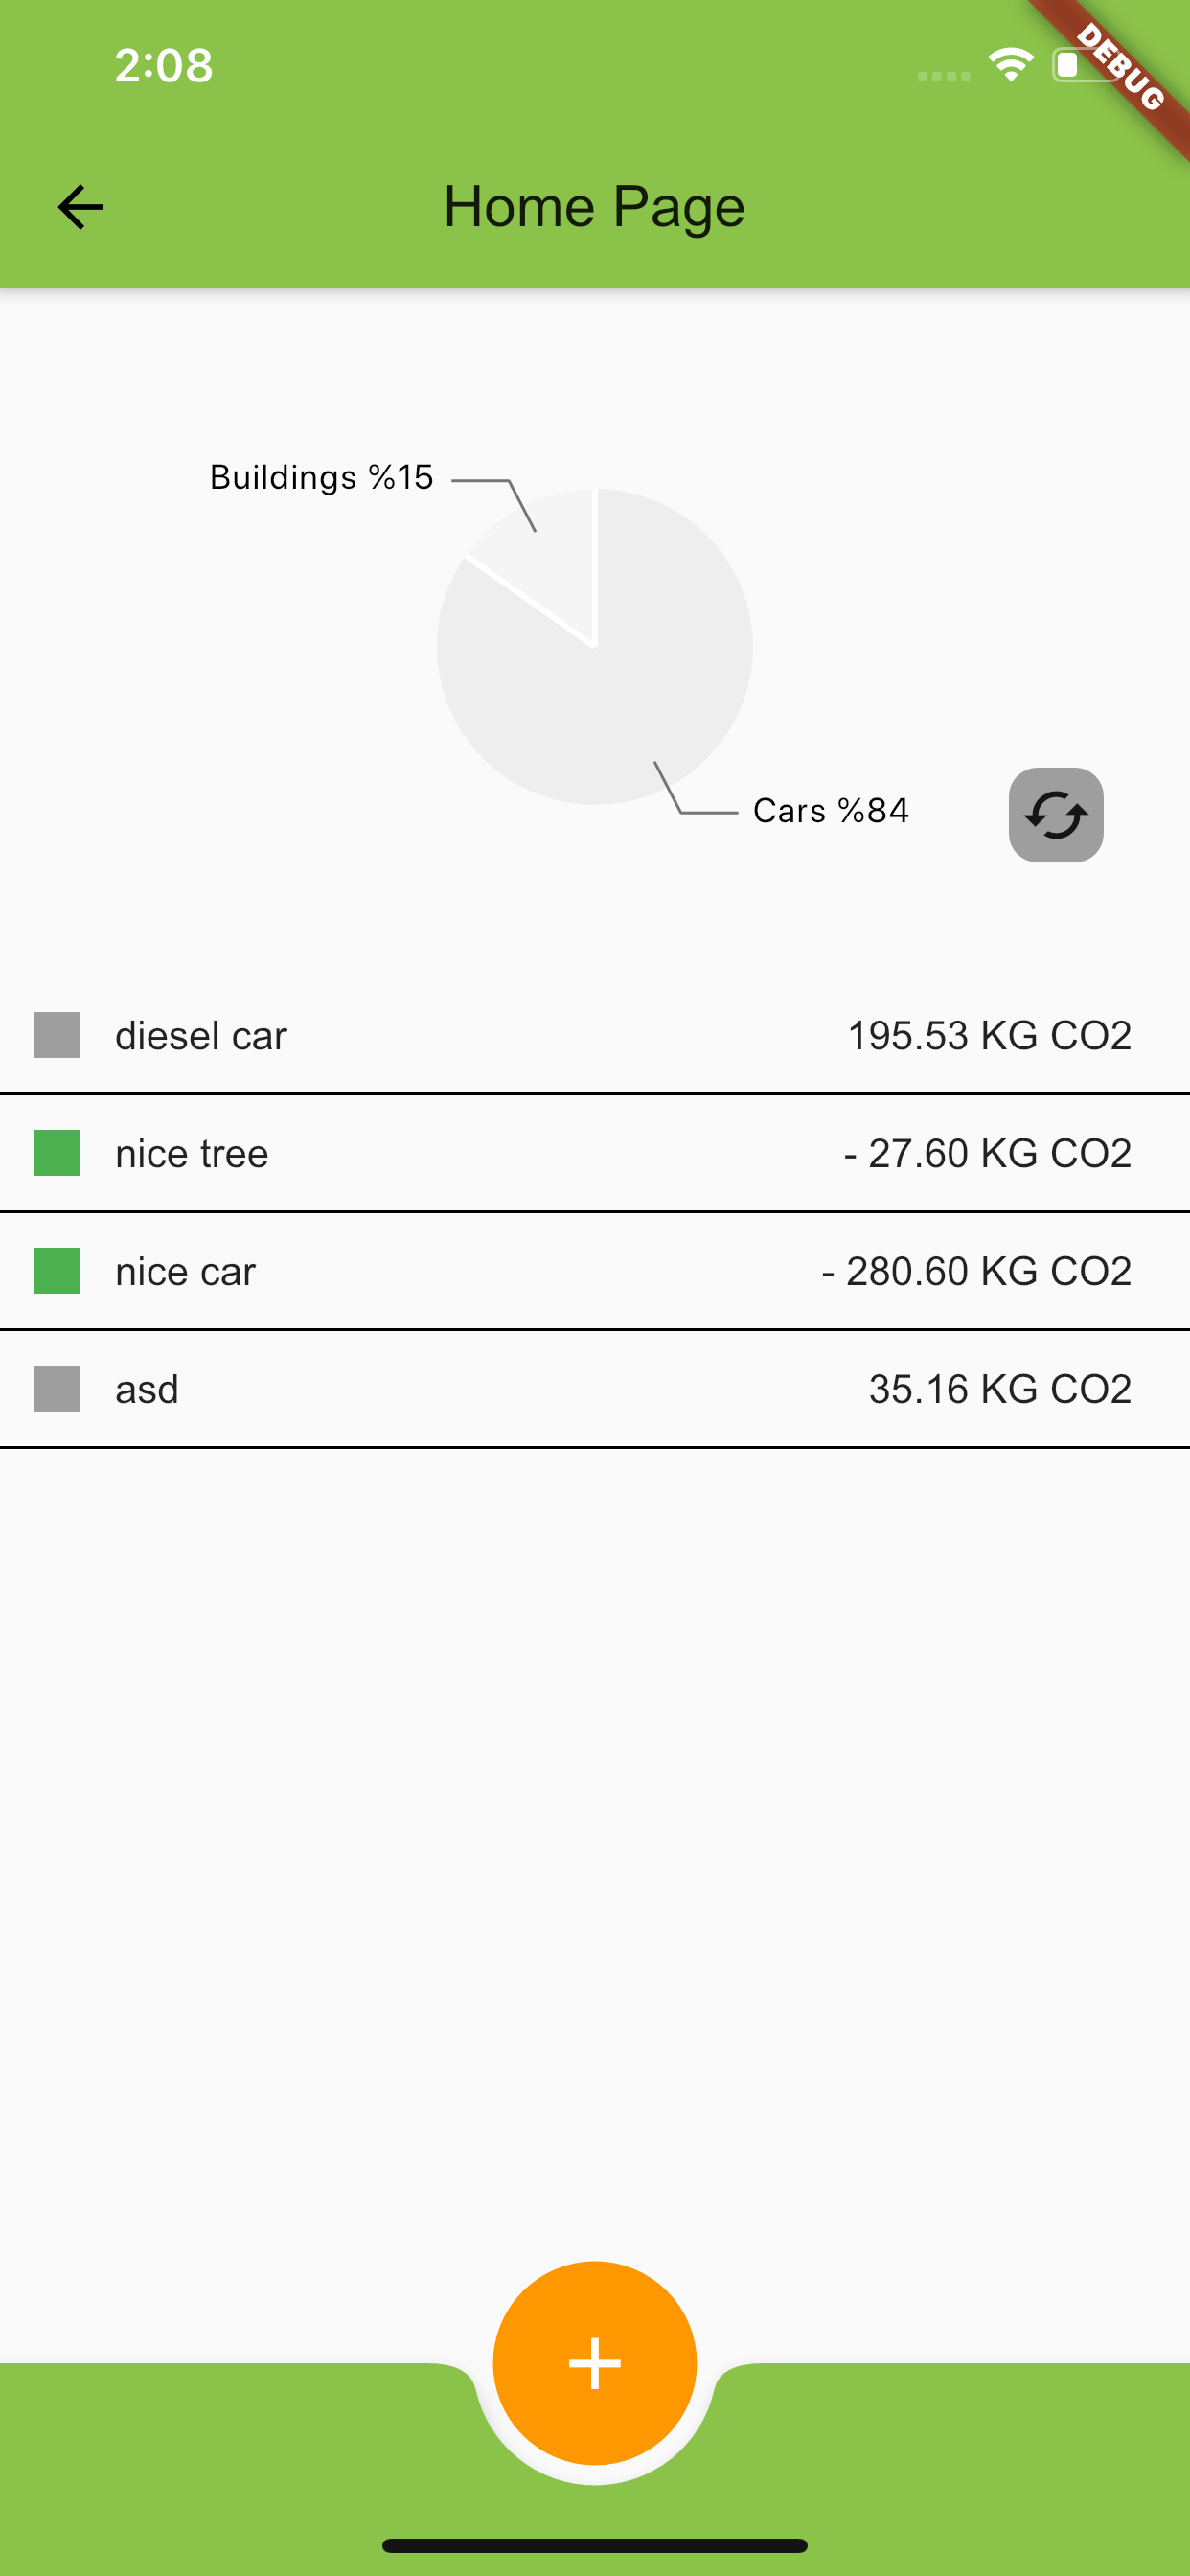 2:08
DEBUG
Home Page
Buildings %15
Cars %84
diesel car 195.53 KG CO2
nice tree - 27.60 KG CO2
nice car - 280.60 KG CO2
asd 35.16 KG CO2